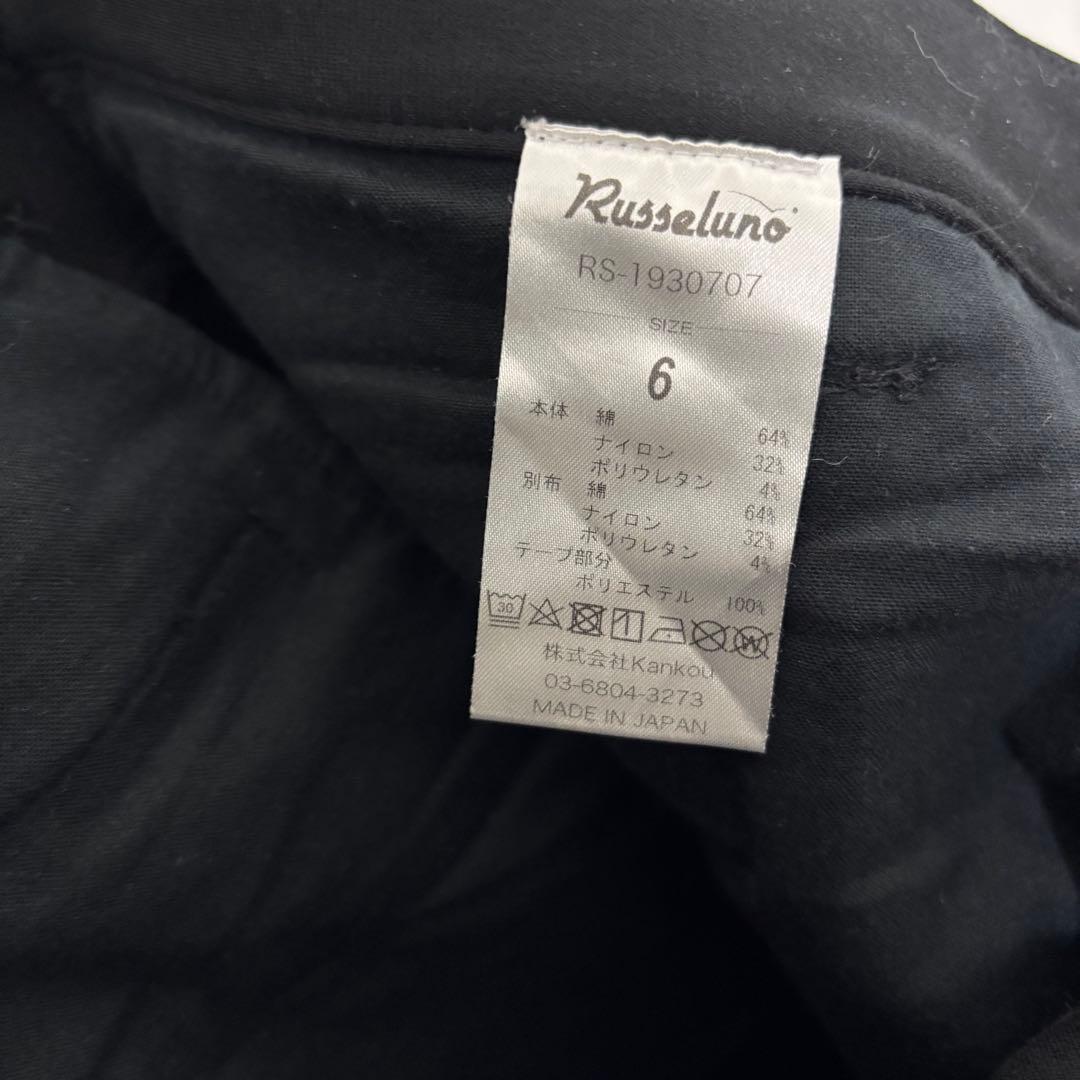 Russeluno
RS-1930707
SIZE
6
本体 綿 64%
ナイロン 32%
ポリウレタン 4%
別布 綿 64%
ナイロン 32%
ポリウレタン 4%
テープ部分
ポリエステル 100%
30 W
株式会社Kankou
03-6804-3273
MADE IN JAPAN